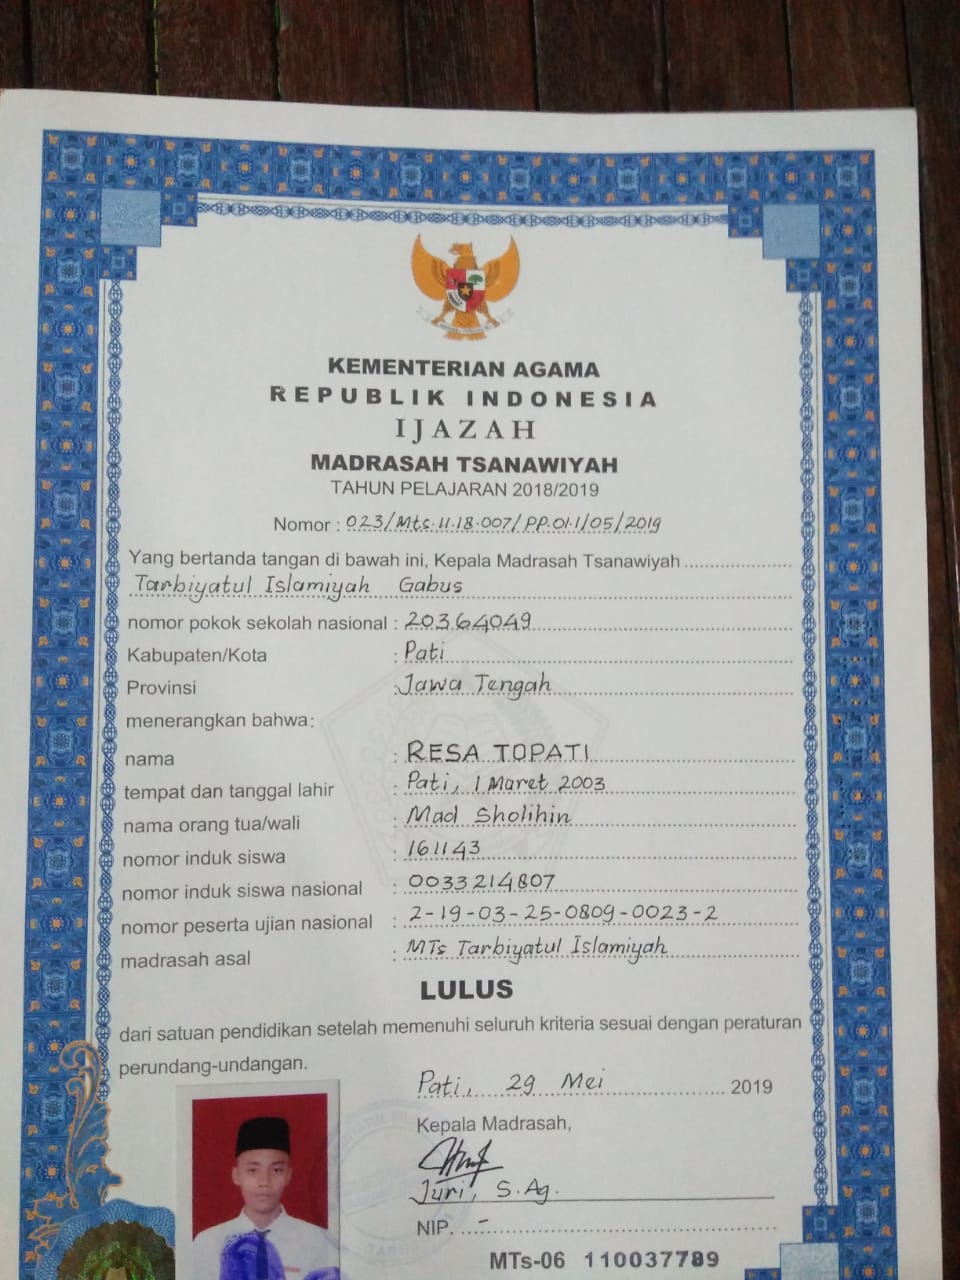 KEMENTERIAN AGAMA
REPUBLIK INDONESIA
IJAZAH
MADRASAH TSANAWIYAH
TAHUN PELAJARAN 2018/2019
Nomor : 023/Mts.11.18.007/PP.01.1/05/2019
Yang bertanda tangan di bawah ini, Kepala Madrasah Tsanawiyah
Tarbiyatul Islamiyah Gabus
nomor pokok sekolah nasional : 20364049
Kabupaten/Kota : Pati
Provinsi : Jawa Tengah
menerangkan bahwa:
nama : RESA TOPATI
tempat dan tanggal lahir : Pati, 1 Maret 2003
nama orang tua/wali : Mad Sholihin
nomor induk siswa : 161143
nomor induk siswa nasional : 0033214807
nomor peserta ujian nasional : 2-19-03-25-0809-0023-2
madrasah asal : MTs Tarbiyatul Islamiyah
LULUS
dari satuan pendidikan setelah memenuhi seluruh kriteria sesuai dengan peraturan
perundang-undangan.
Pati, 29 Mei 2019
Kepala Madrasah,
Juri, S.Ag.
NIP. -
MTs-06 110037789